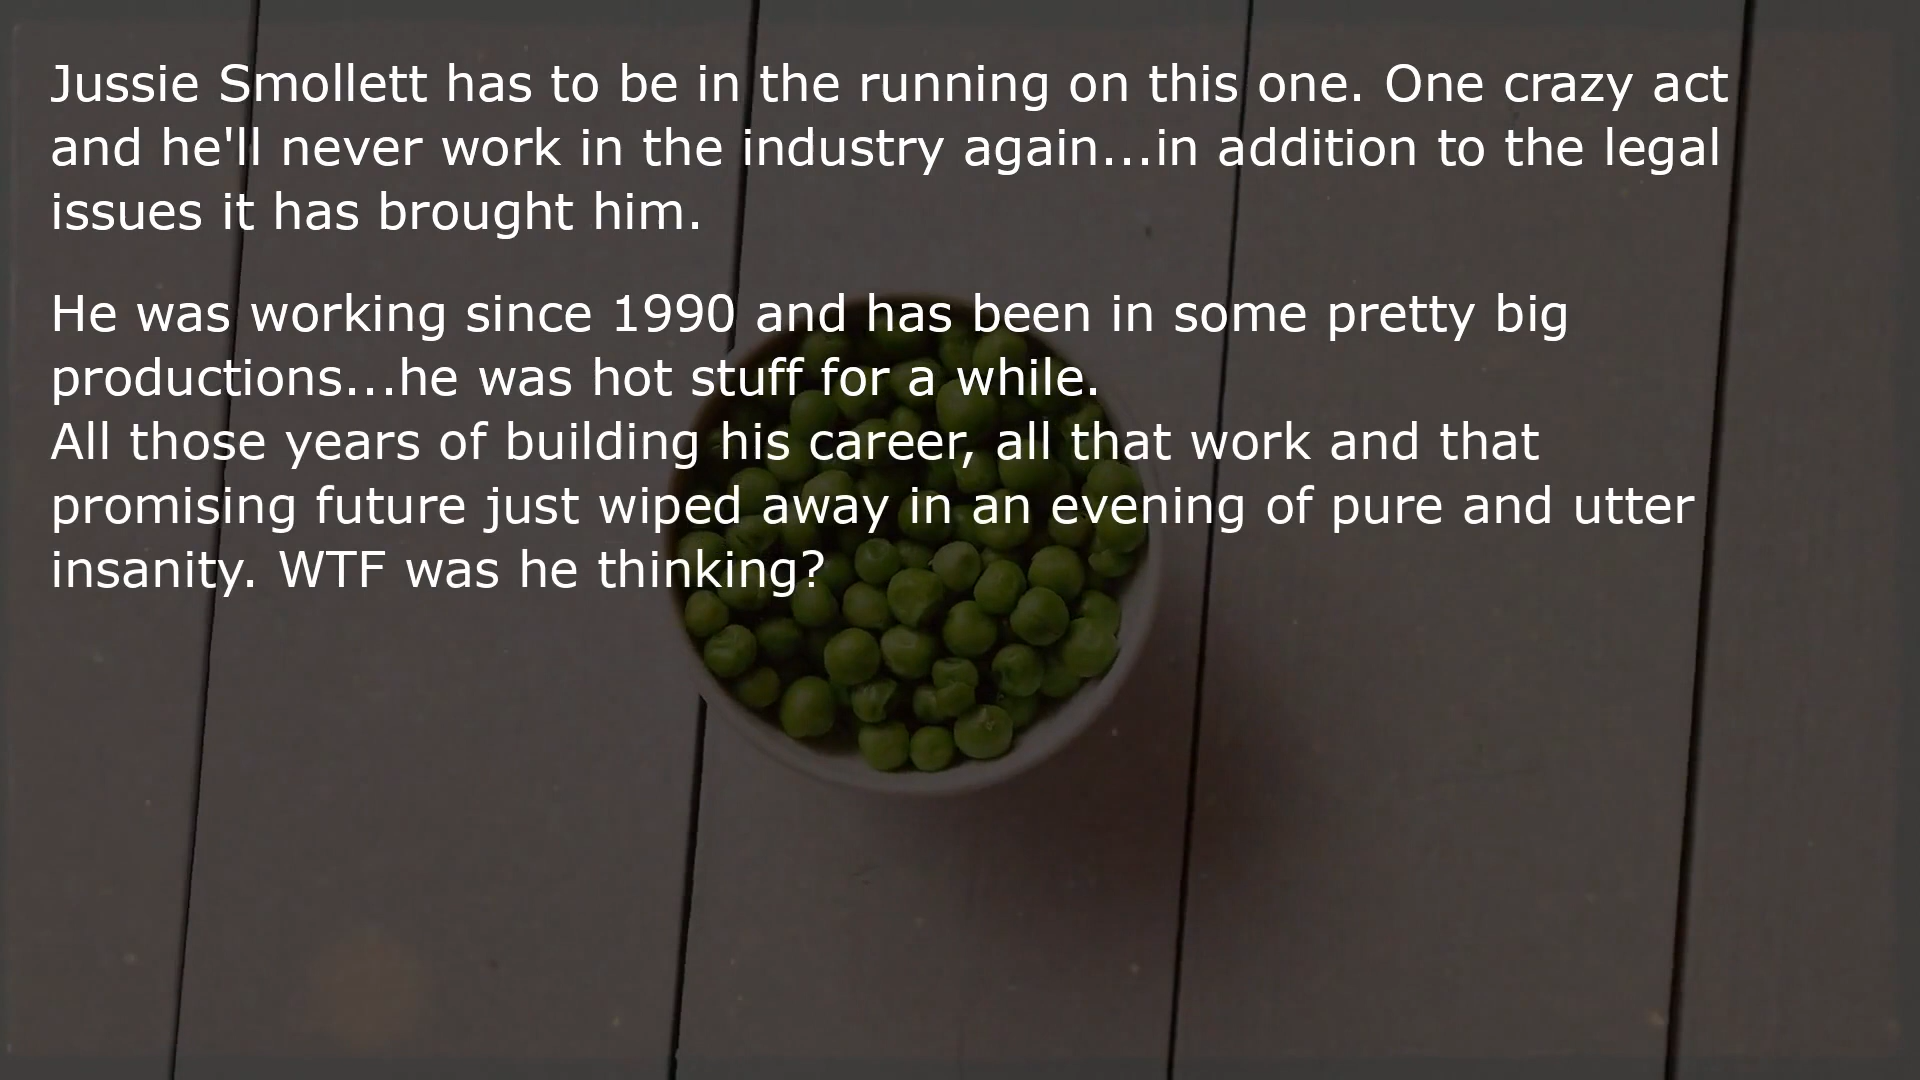 Jussie Smollett has to be in the running on this one. One crazy act
and he'll never work in the industry again...in addition to the legal
issues it has brought him.
He was working since 1990 and has been in some pretty big
productions...he was hot stuff for a while.
All those years of building his career, all that work and that
promising future just wiped away in an evening of pure and utter
insanity. WTF was he thinking?